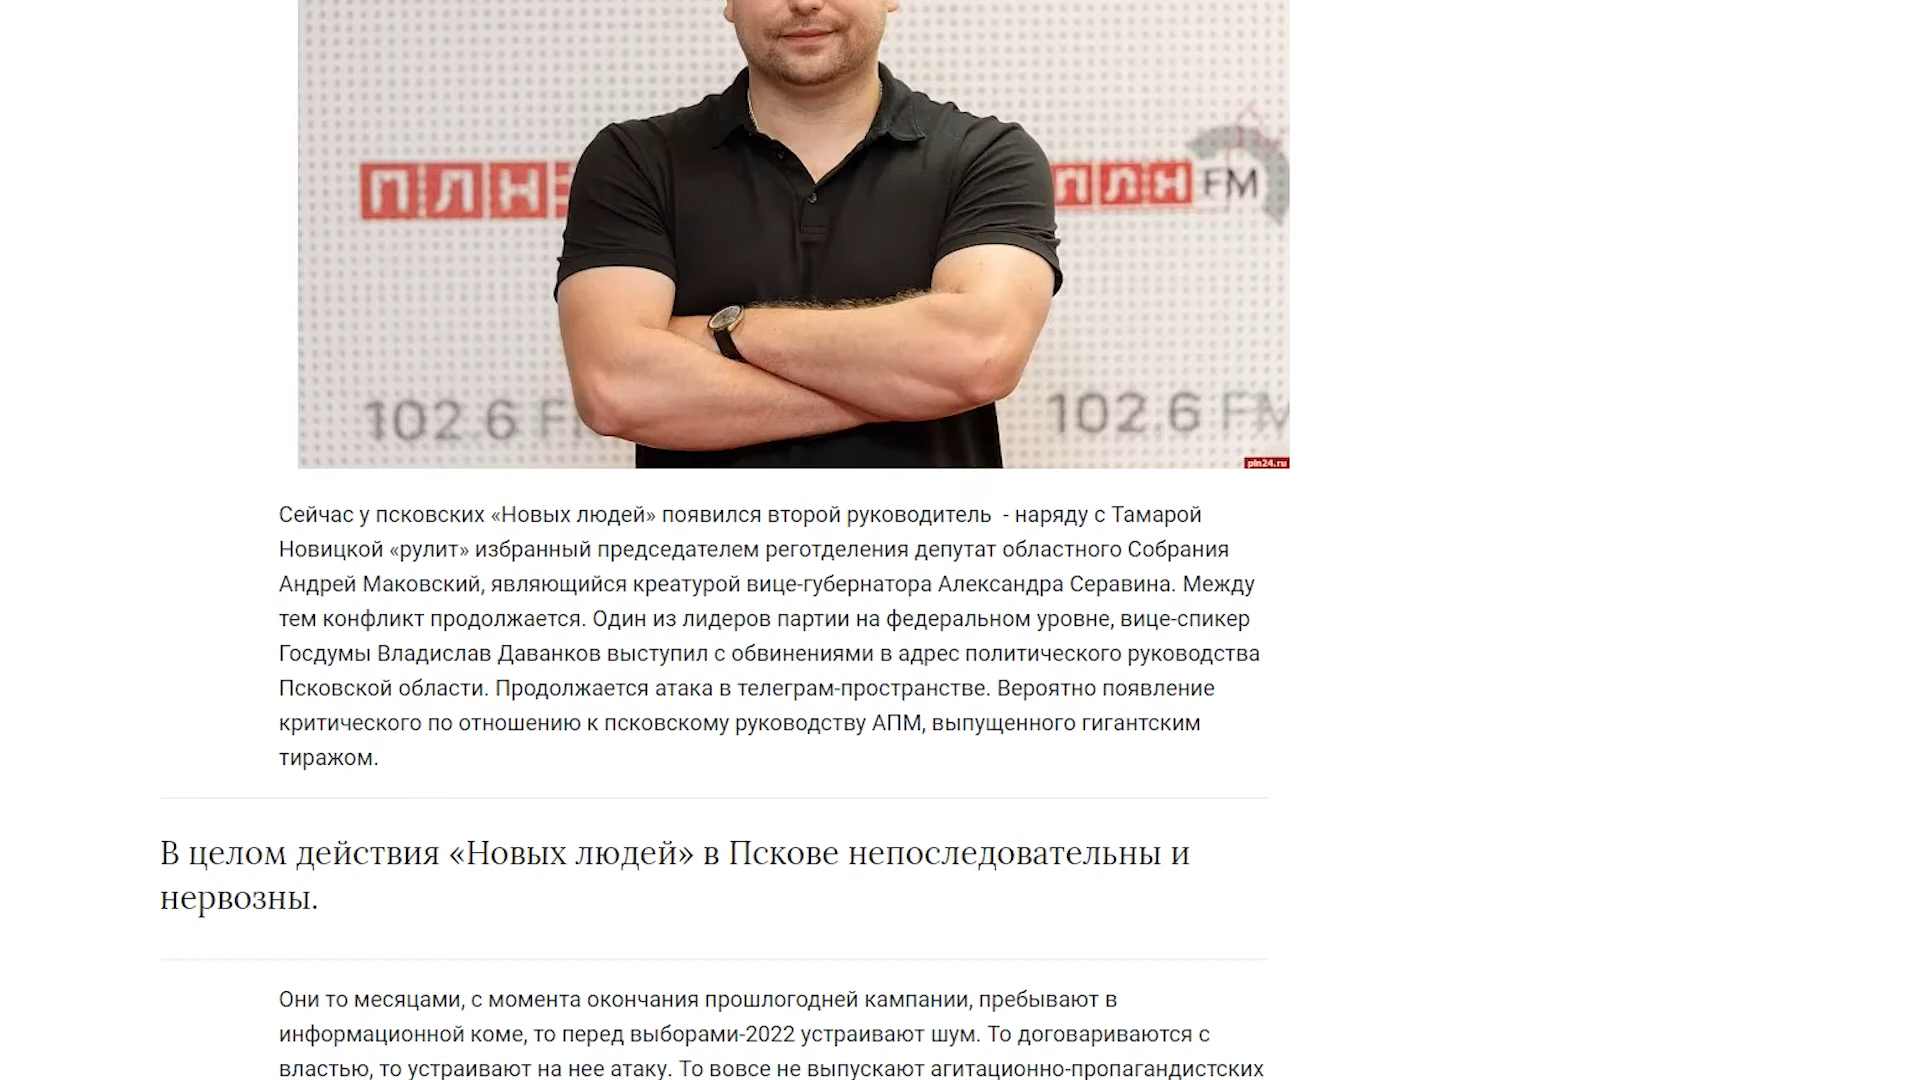 ПЛН
ПЛН FM
102.6 F
102.6 FM
pln24.ru
Сейчас у псковских «Новых людей» появился второй руководитель - наряду с Тамарой
Новицкой «рулит» избранный председателем реготделения депутат областного Собрания
Андрей Маковский, являющийся креатурой вице-губернатора Александра Серавина. Между
тем конфликт продолжается. Один из лидеров партии на федеральном уровне, вице-спикер
Госдумы Владислав Даванков выступил с обвинениями в адрес политического руководства
Псковской области. Продолжается атака в телеграм-пространстве. Вероятно появление
критического по отношению к псковскому руководству АПМ, выпущенного гигантским
тиражом.
В целом действия «Новых людей» в Пскове непоследовательны и
нервозны.
Они то месяцами, с момента окончания прошлогодней кампании, пребывают в
информационной коме, то перед выборами-2022 устраивают шум. То договариваются с
властью, то устраивают на нее атаку. То вовсе не выпускают агитационно-пропагандистских